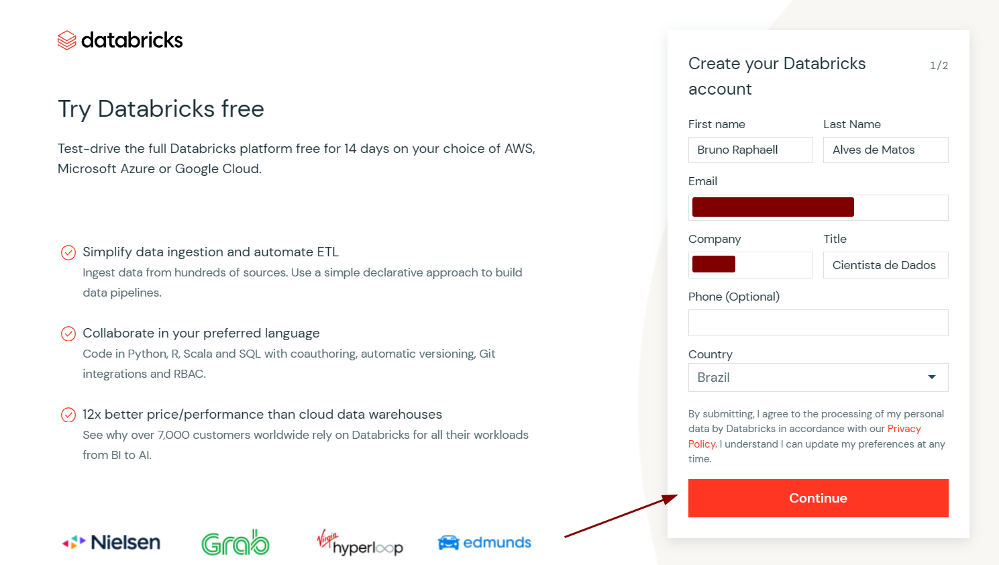 databricks
Try Databricks free
Test-drive the full Databricks platform free for 14 days on your choice of AWS,
Microsoft Azure or Google Cloud.
Simplify data ingestion and automate ETL
Ingest data from hundreds of sources. Use a simple declarative approach to build
data pipelines.
Collaborate in your preferred language
Code in Python, R, Scala and SQL with coauthoring, automatic versioning, Git
integrations and RBAC.
12x better price/performance than cloud data warehouses
See why over 7,000 customers worldwide rely on Databricks for all their workloads
from BI to AI.
Nielsen
Grab
Virgin
hyperloop
edmunds
Create your Databricks
account
1/2
First name
Last Name
Bruno Raphaell
Alves de Matos
Email
Company
Title
Cientista de Dados
Phone (Optional)
Country
Brazil
By submitting, I agree to the processing of my personal
data by Databricks in accordance with our Privacy
Policy. I understand I can update my preferences at any
time.
Continue